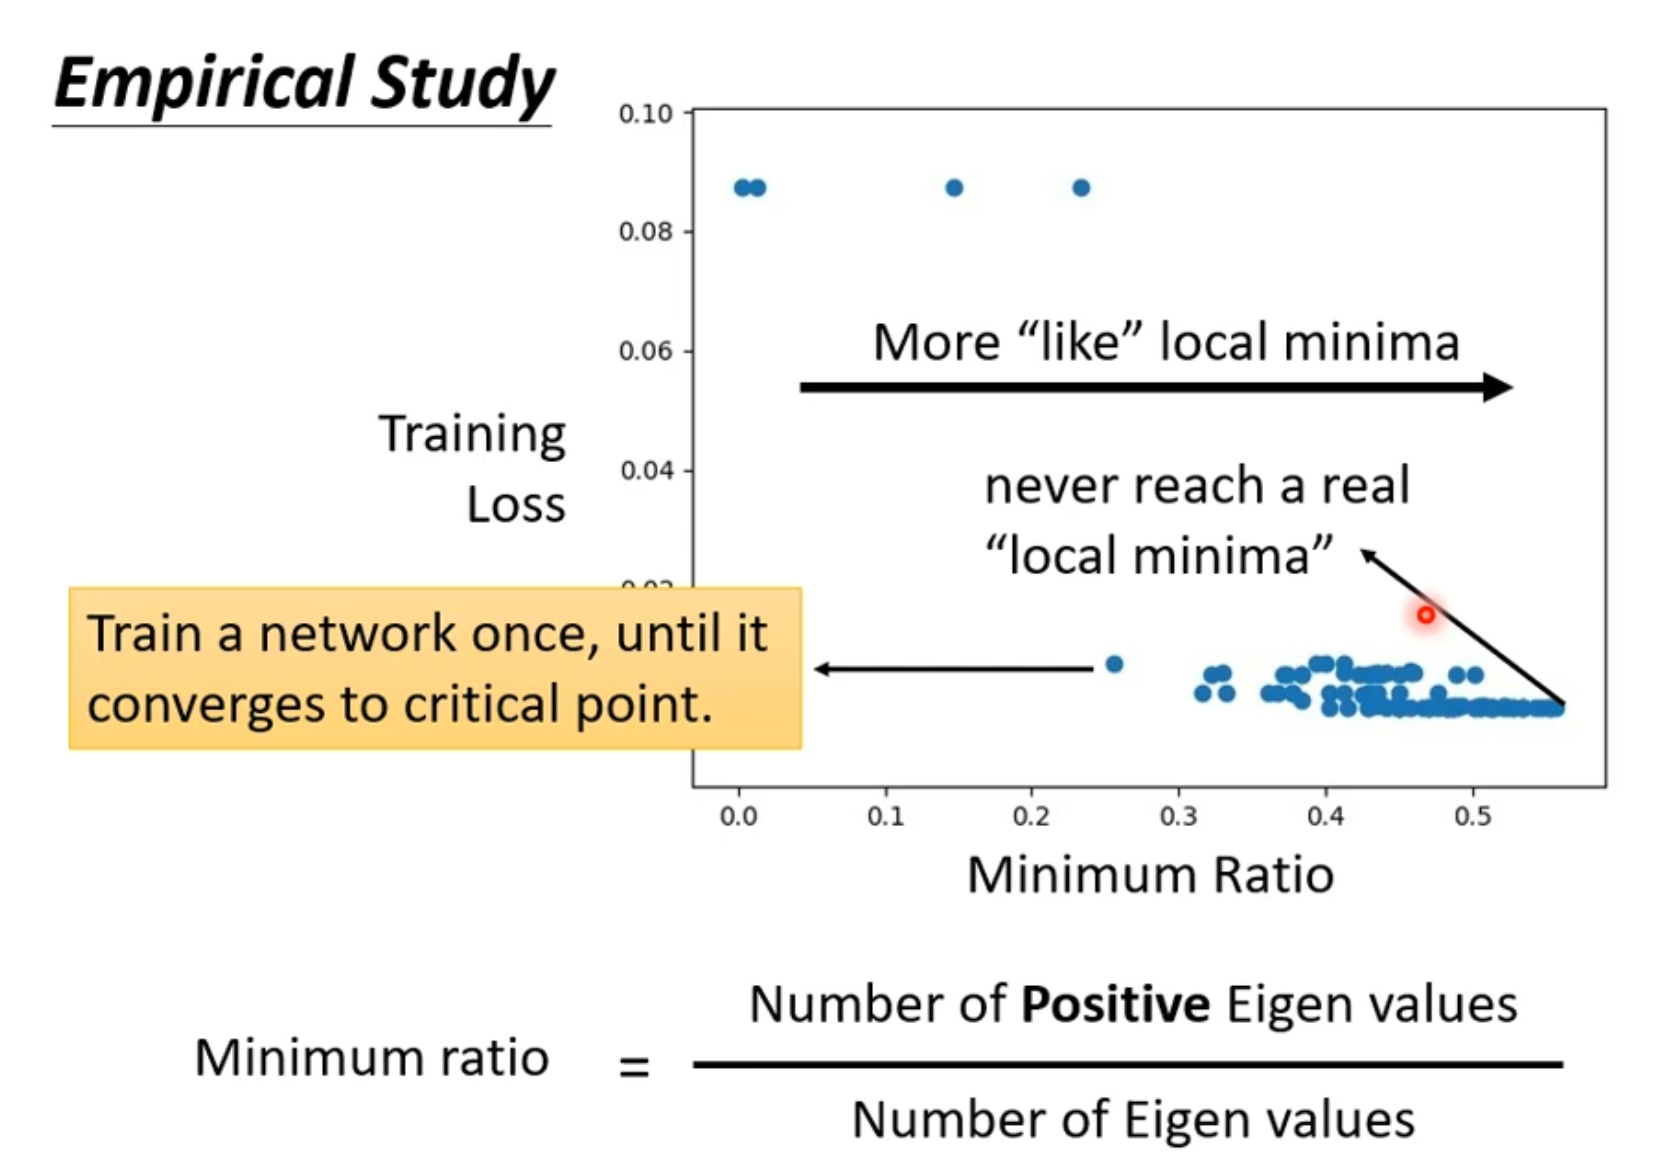 Empirical Study
0.10
0.08
0.06
0.04
More “like” local minima
never reach a real
“local minima”
Training
Loss
Train a network once, until it
converges to critical point.
0.0 0.1 0.2 0.3 0.4 0.5
Minimum Ratio
Minimum ratio = 
Number of Positive Eigen values
Number of Eigen values